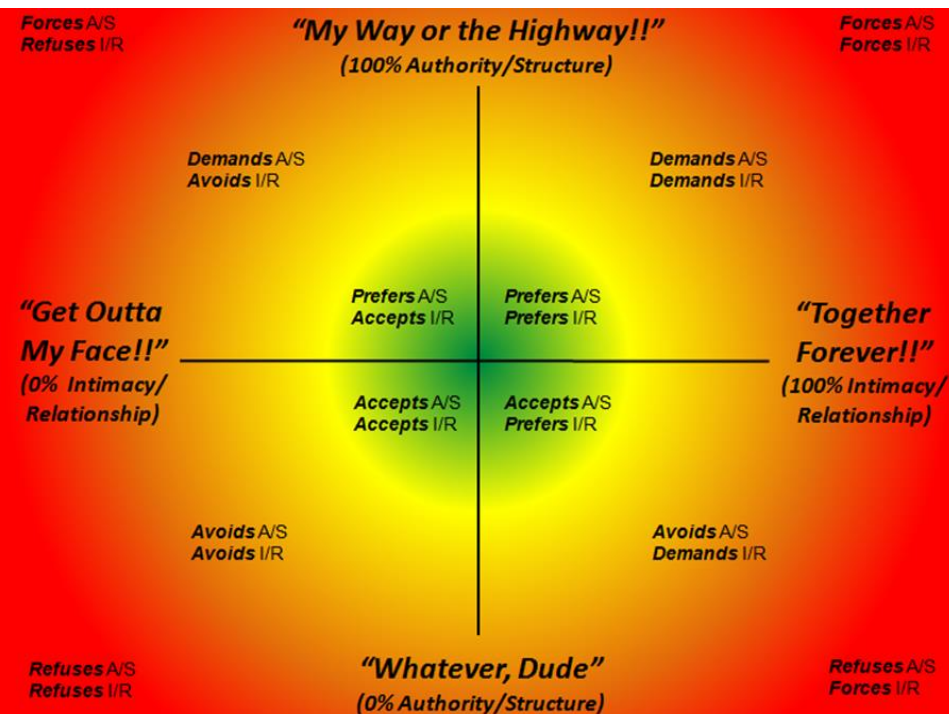 Forces A/S
Refuses I/R
“My Way or the Highway!!”
(100% Authority/Structure)
Forces A/S
Forces I/R
Demands A/S
Avoids I/R
Demands A/S
Demands I/R
Prefers A/S
Accepts I/R
Prefers A/S
Prefers I/R
“Get Outta
My Face!!”
(0% Intimacy/
Relationship)
“Together
Forever!!”
(100% Intimacy/
Relationship)
Accepts A/S
Accepts I/R
Accepts A/S
Prefers I/R
Avoids A/S
Avoids I/R
Avoids A/S
Demands I/R
Refuses A/S
Refuses I/R
“Whatever, Dude”
(0% Authority/Structure)
Refuses A/S
Forces I/R